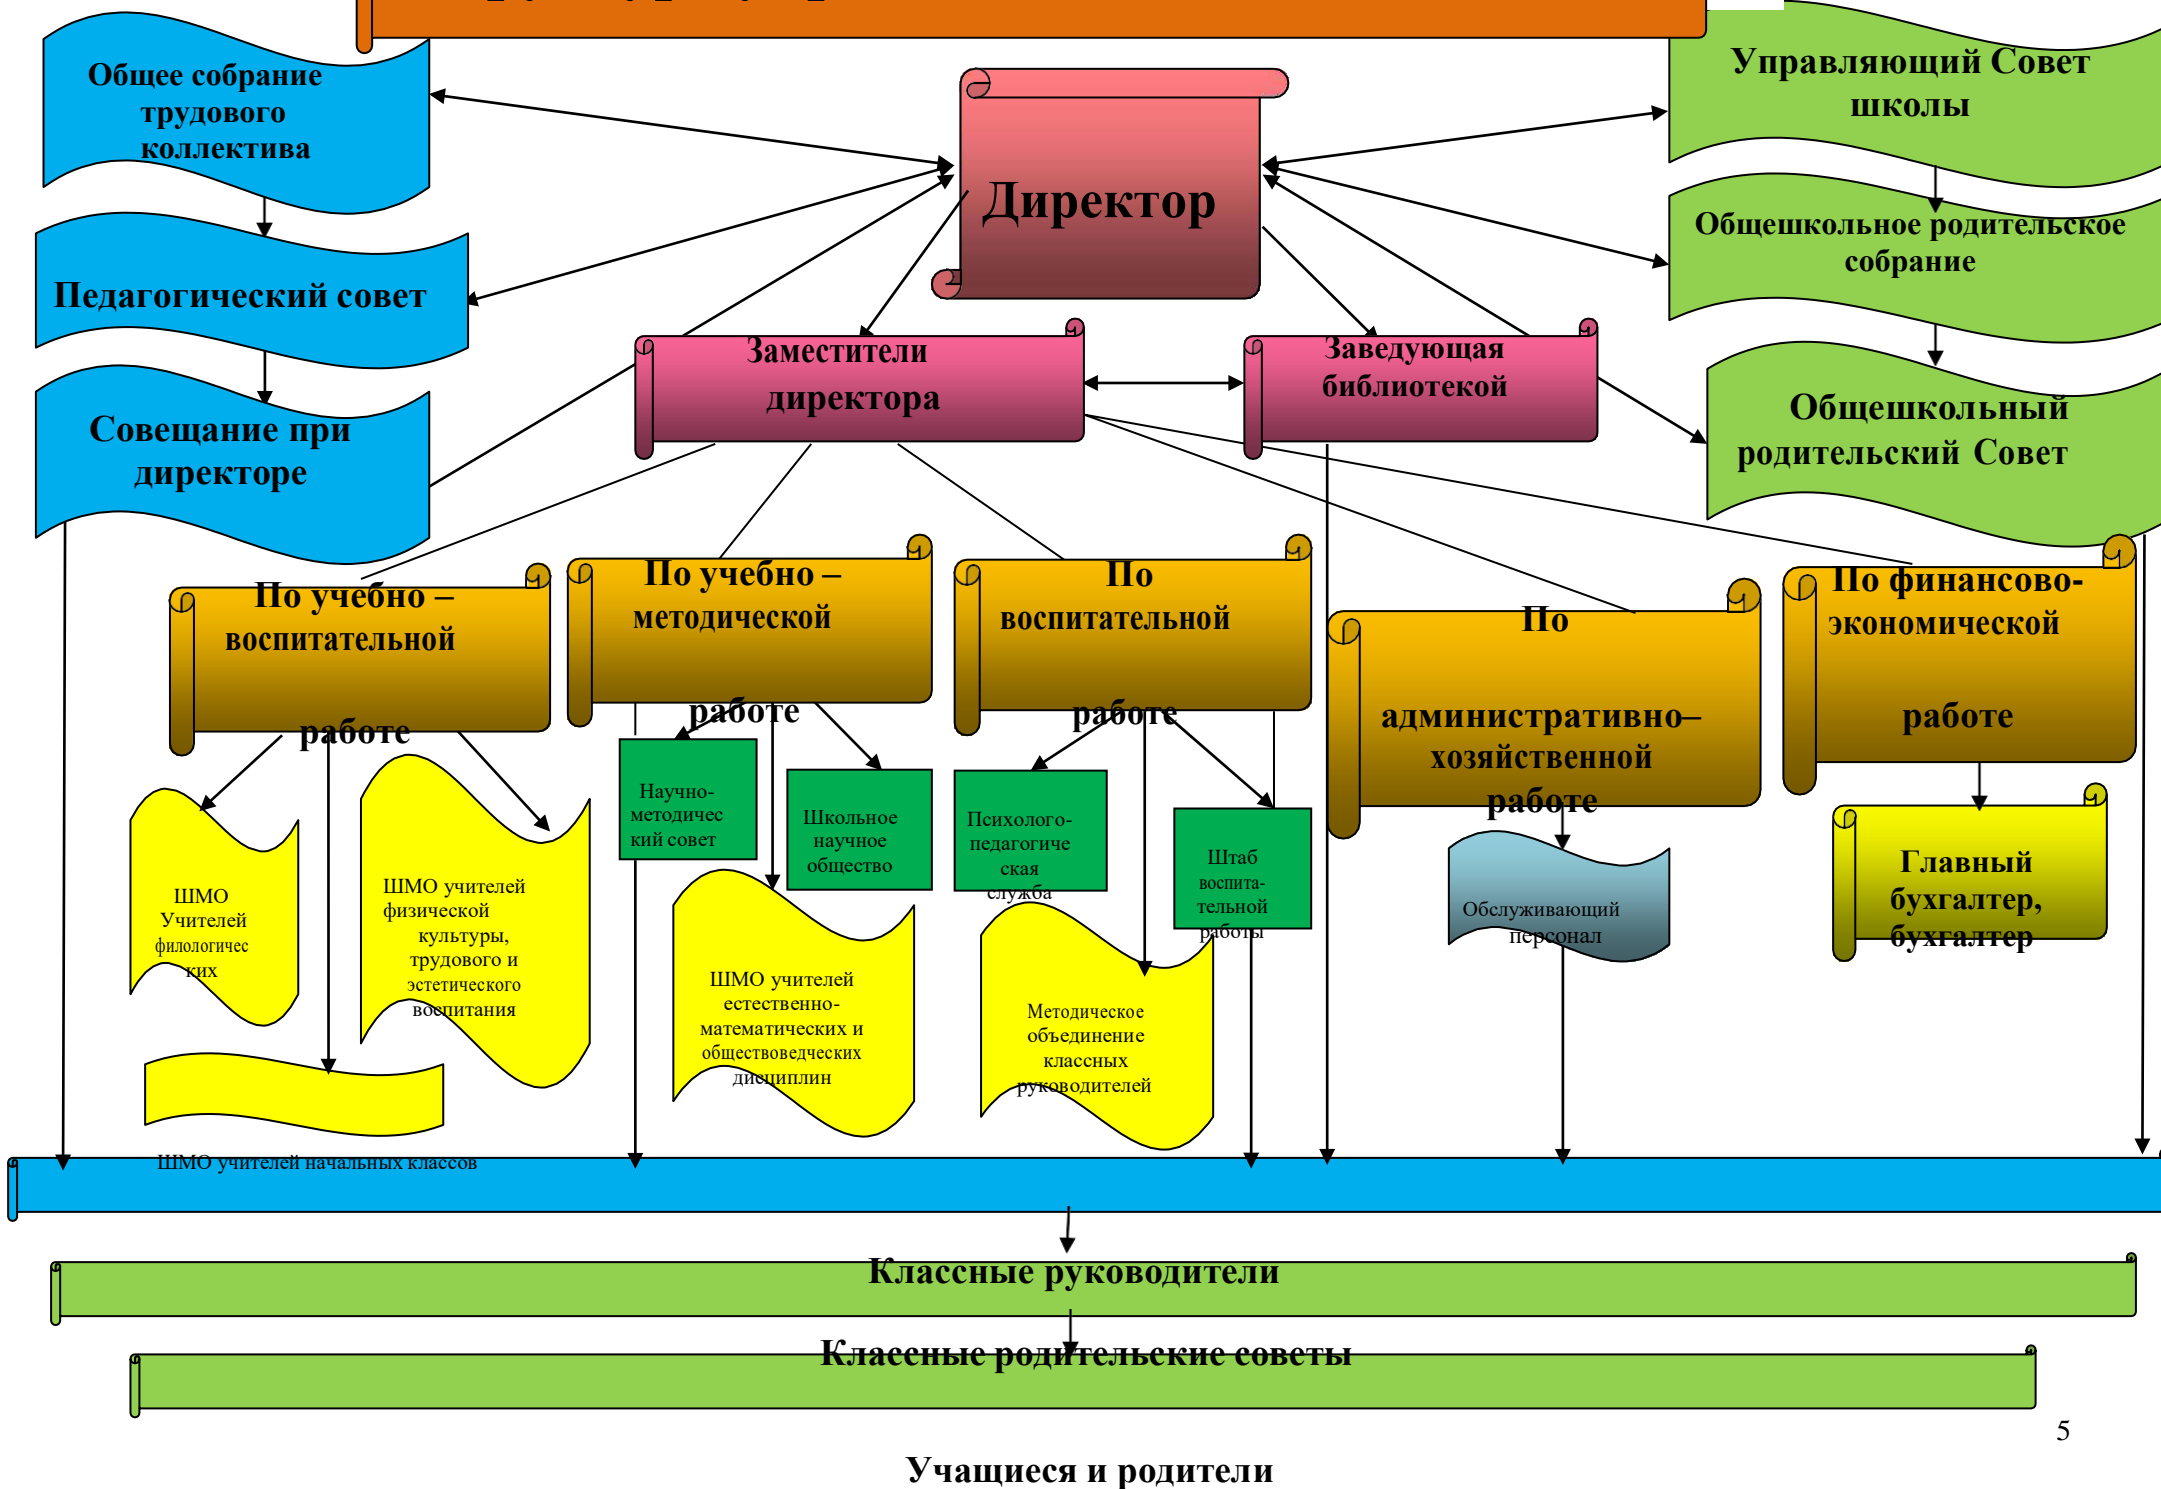 Общее собрание
трудового
коллектива
Управляющий Совет
школы
Директор
Педагогический совет
Общешкольное родительское
собрание
Совещание при
директоре
Заместители
директора
Заведующая
библиотекой
Общешкольный
родительский Совет
По учебно –
воспитательной
работе
По учебно –
методической
работе
По
воспитательной
работе
По
административно–
хозяйственной
работе
По финансово-
экономической
работе
ШМО
Учителей
филологичес
ких
ШМО учителей
физической
культуры,
трудового и
эстетического
воспитания
Научно-
методичес
кий совет
Школьное
научное
общество
ШМО учителей
естественно-
математических и
обществоведческих
дисциплин
Психолого-
педагогиче
ская
служба
Штаб
воспита-
тельной
работы
Методическое
объединение
классных
руководителей
Обслуживающий
персонал
Главный
бухгалтер,
бухгалтер
ШМО учителей начальных классов
Классные руководители
Классные родительские советы
5
Учащиеся и родители